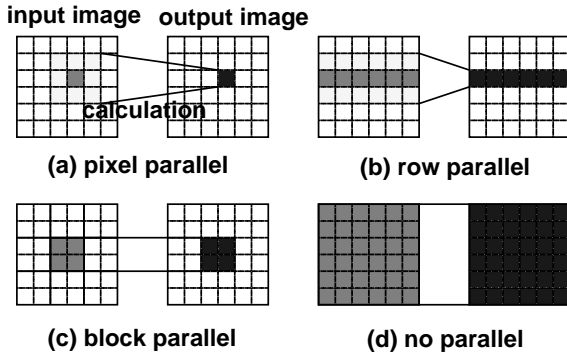 input image
output image
calculation
(a) pixel parallel
(b) row parallel
(c) block parallel
(d) no parallel